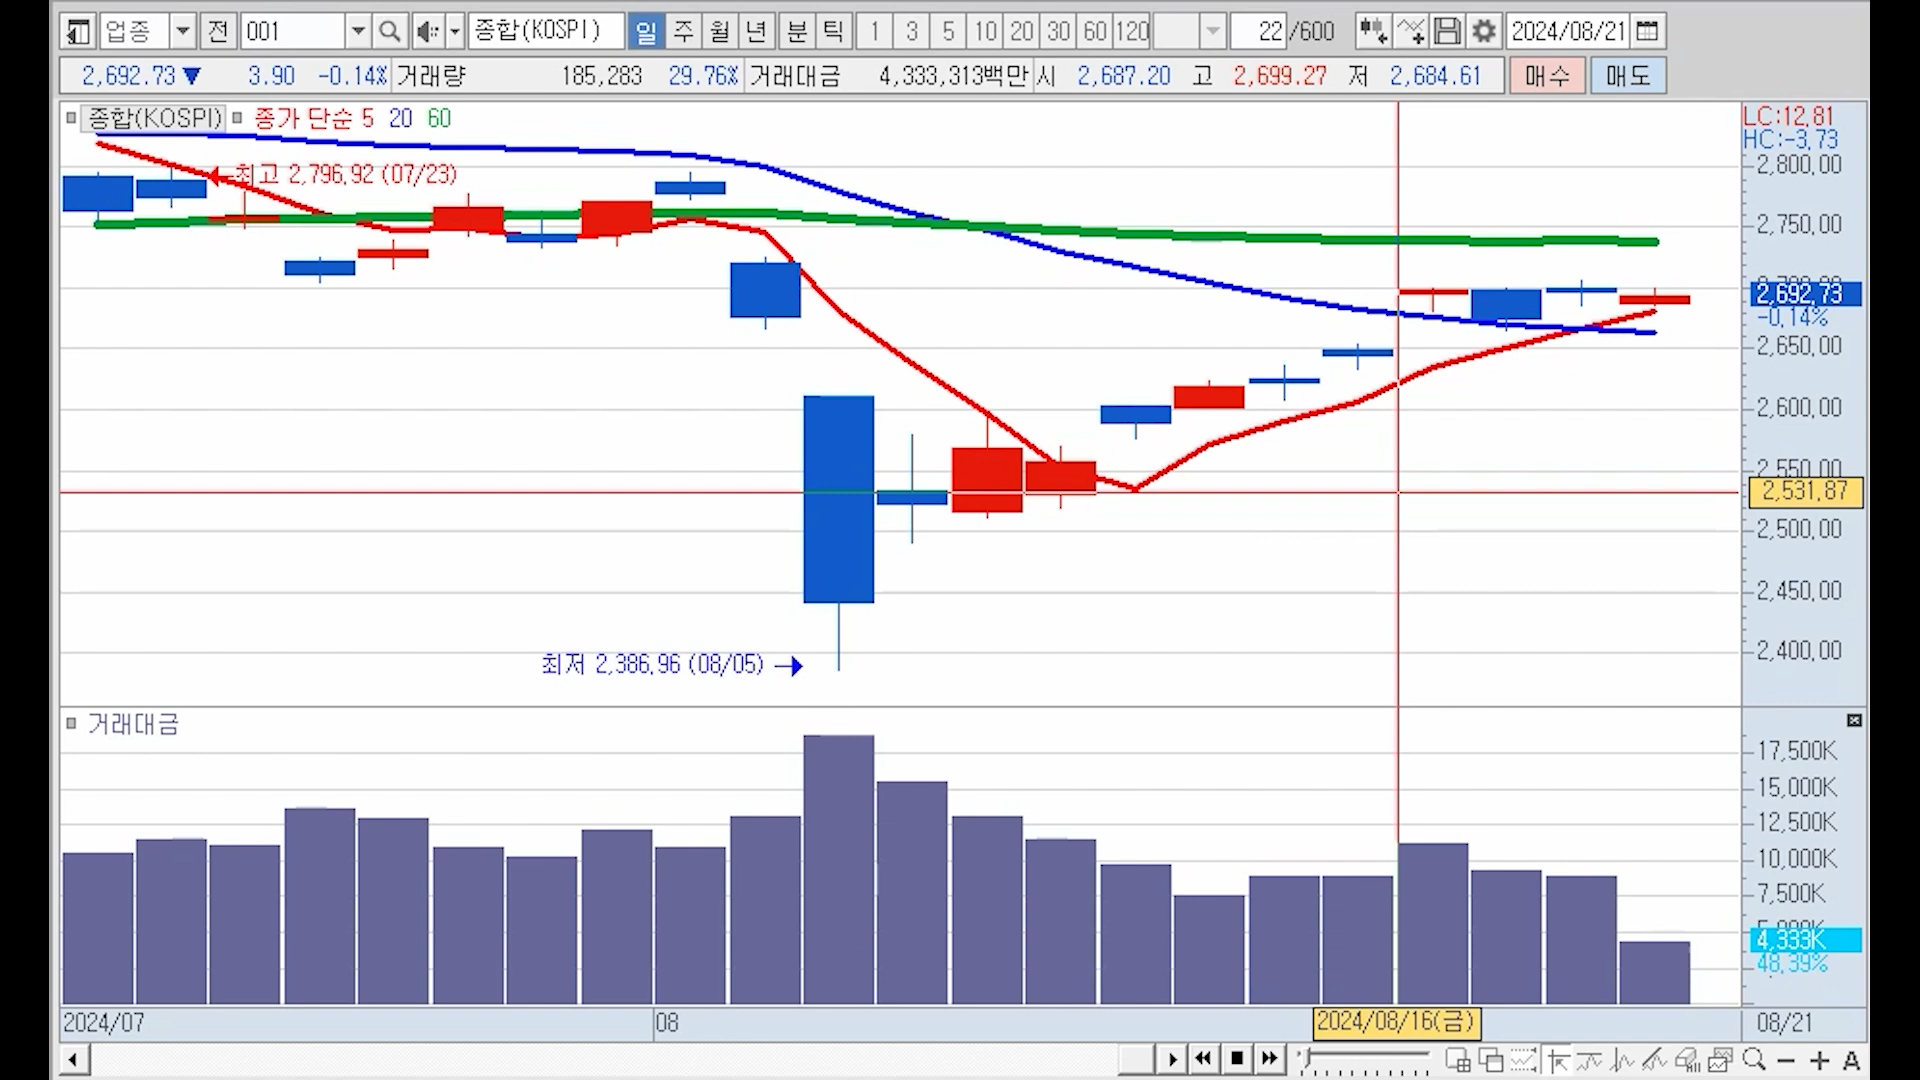 업종 전 001 종합(KOSPI) 일 주 월 년 분 틱 1 3 5 10 20 30 60 120 22 /600 2024/08/21
2,692.73▼ 3.90 -0.14% 거래량 185,283 29.76% 거래대금 4,333,313백만 시 2,687.20 고 2,699.27 저 2,684.61 매수 매도
종합(KOSPI) 종가 단순 5 20 60
LC:12.81
HC:-3.73
2,800.00
←최고 2,796.92 (07/23)
2,750.00
2,692.73
-0.14%
2,650.00
2,600.00
2,550.00
2,531.87
2,500.00
2,450.00
최저 2,386.96 (08/05) →
2,400.00
거래대금
17,500K
15,000K
12,500K
10,000K
7,500K
4,333K
48.39%
2024/07 08 2024/08/16(금) 08/21
A